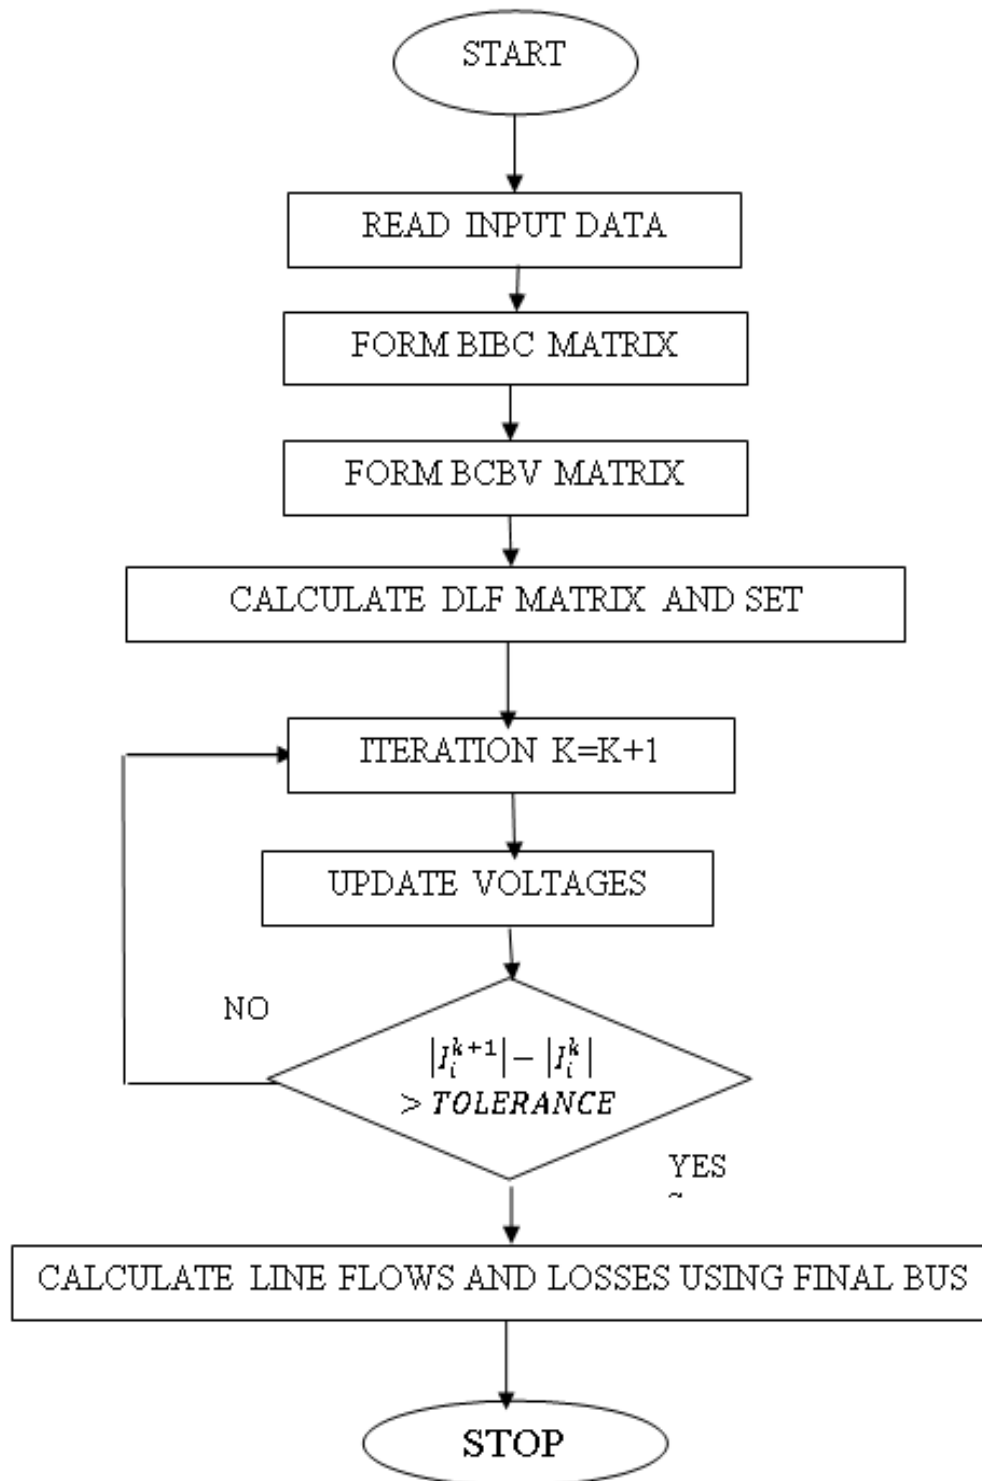 START
READ INPUT DATA
FORM BIBC MATRIX
FORM BCBV MATRIX
CALCULATE DLF MATRIX AND SET
ITERATION K=K+1
UPDATE VOLTAGES
NO
|I_i^{k+1}| − |I_i^k|
> TOLERANCE
YES
~
CALCULATE LINE FLOWS AND LOSSES USING FINAL BUS
STOP